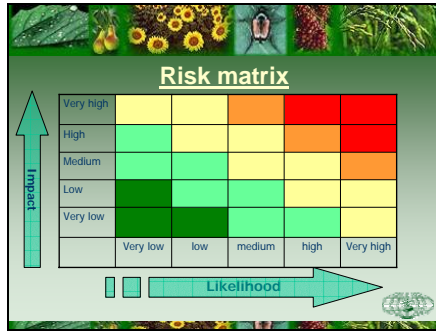 Risk matrix
Very high
High
Medium
Low
Very low
Impact
Very low low medium high Very high
Likelihood